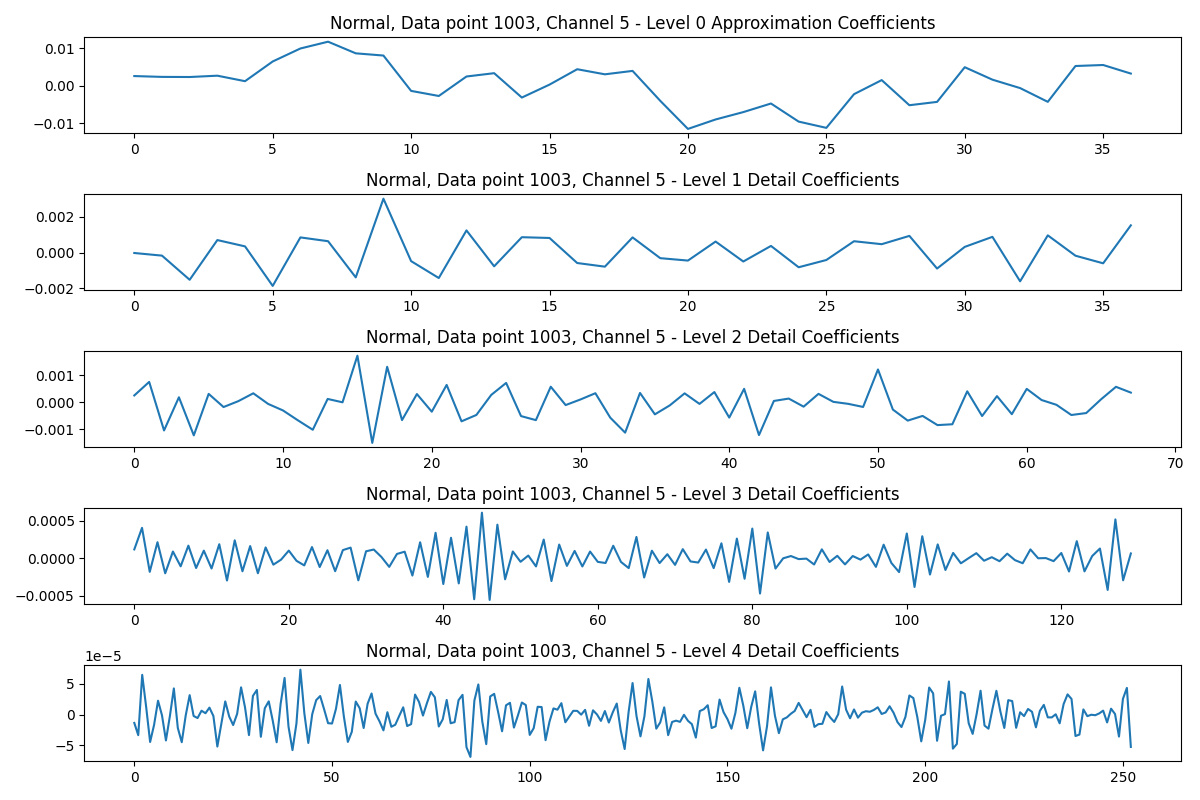 Normal, Data point 1003, Channel 5 - Level 0 Approximation Coefficients
0.01
0.00
−0.01
0 5 10 15 20 25 30 35
Normal, Data point 1003, Channel 5 - Level 1 Detail Coefficients
0.002
0.000
−0.002
0 5 10 15 20 25 30 35
Normal, Data point 1003, Channel 5 - Level 2 Detail Coefficients
0.001
0.000
−0.001
0 10 20 30 40 50 60 70
Normal, Data point 1003, Channel 5 - Level 3 Detail Coefficients
0.0005
0.0000
−0.0005
0 20 40 60 80 100 120
Normal, Data point 1003, Channel 5 - Level 4 Detail Coefficients
1e−5
5
0
−5
0 50 100 150 200 250